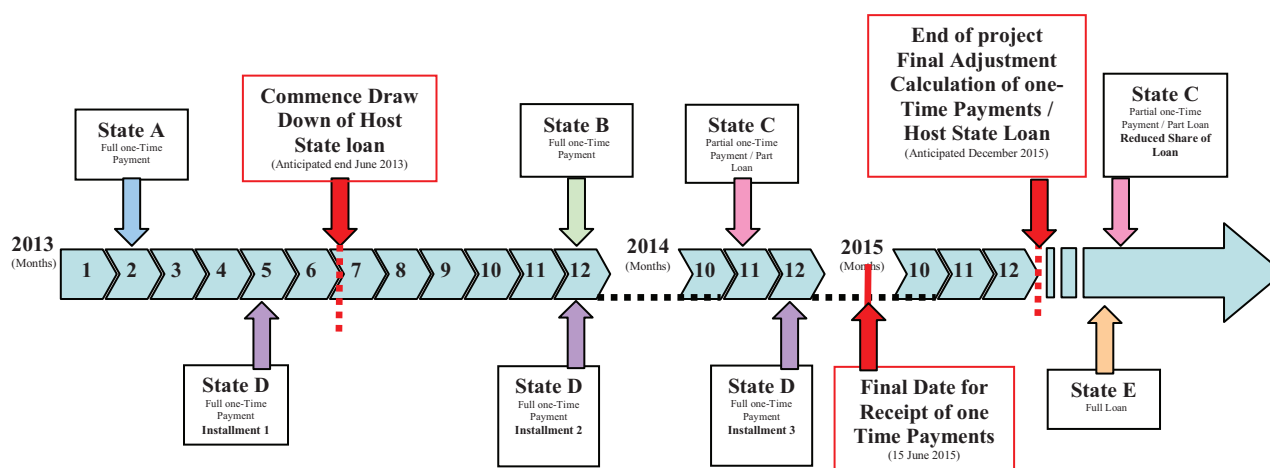 End of project
Final Adjustment
Calculation of one-
Time Payments /
Host State Loan
(Anticipated December 2015)
Commence Draw
Down of Host
State loan
(Anticipated end June 2013)
State A
Full one-Time
Payment
State B
Full one-Time
Payment
State C
Partial one-Time
Payment / Part
Loan
State C
Partial one-Time
Payment / Part Loan
Reduced Share of
Loan
2013
(Months)
1 2 3 4 5 6 7 8 9 10 11 12
2014
(Months)
10 11 12
2015
(Months)
10 11 12
State D
Full one-Time
Payment
Installment 1
State D
Full one-Time
Payment
Installment 2
State D
Full one-Time
Payment
Installment 3
Final Date for
Receipt of one
Time Payments
(15 June 2015)
State E
Full Loan